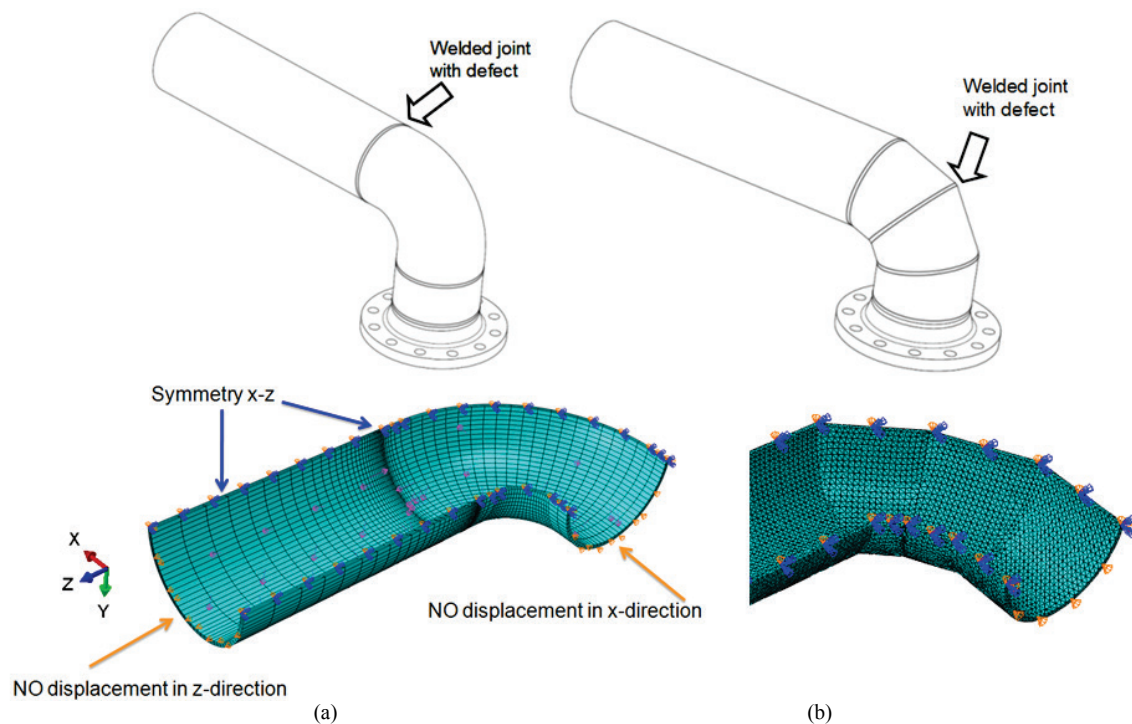 Welded joint
with defect
Welded joint
with defect
Symmetry x-z
X
Z
Y
NO displacement in x-direction
NO displacement in z-direction
(a)
(b)